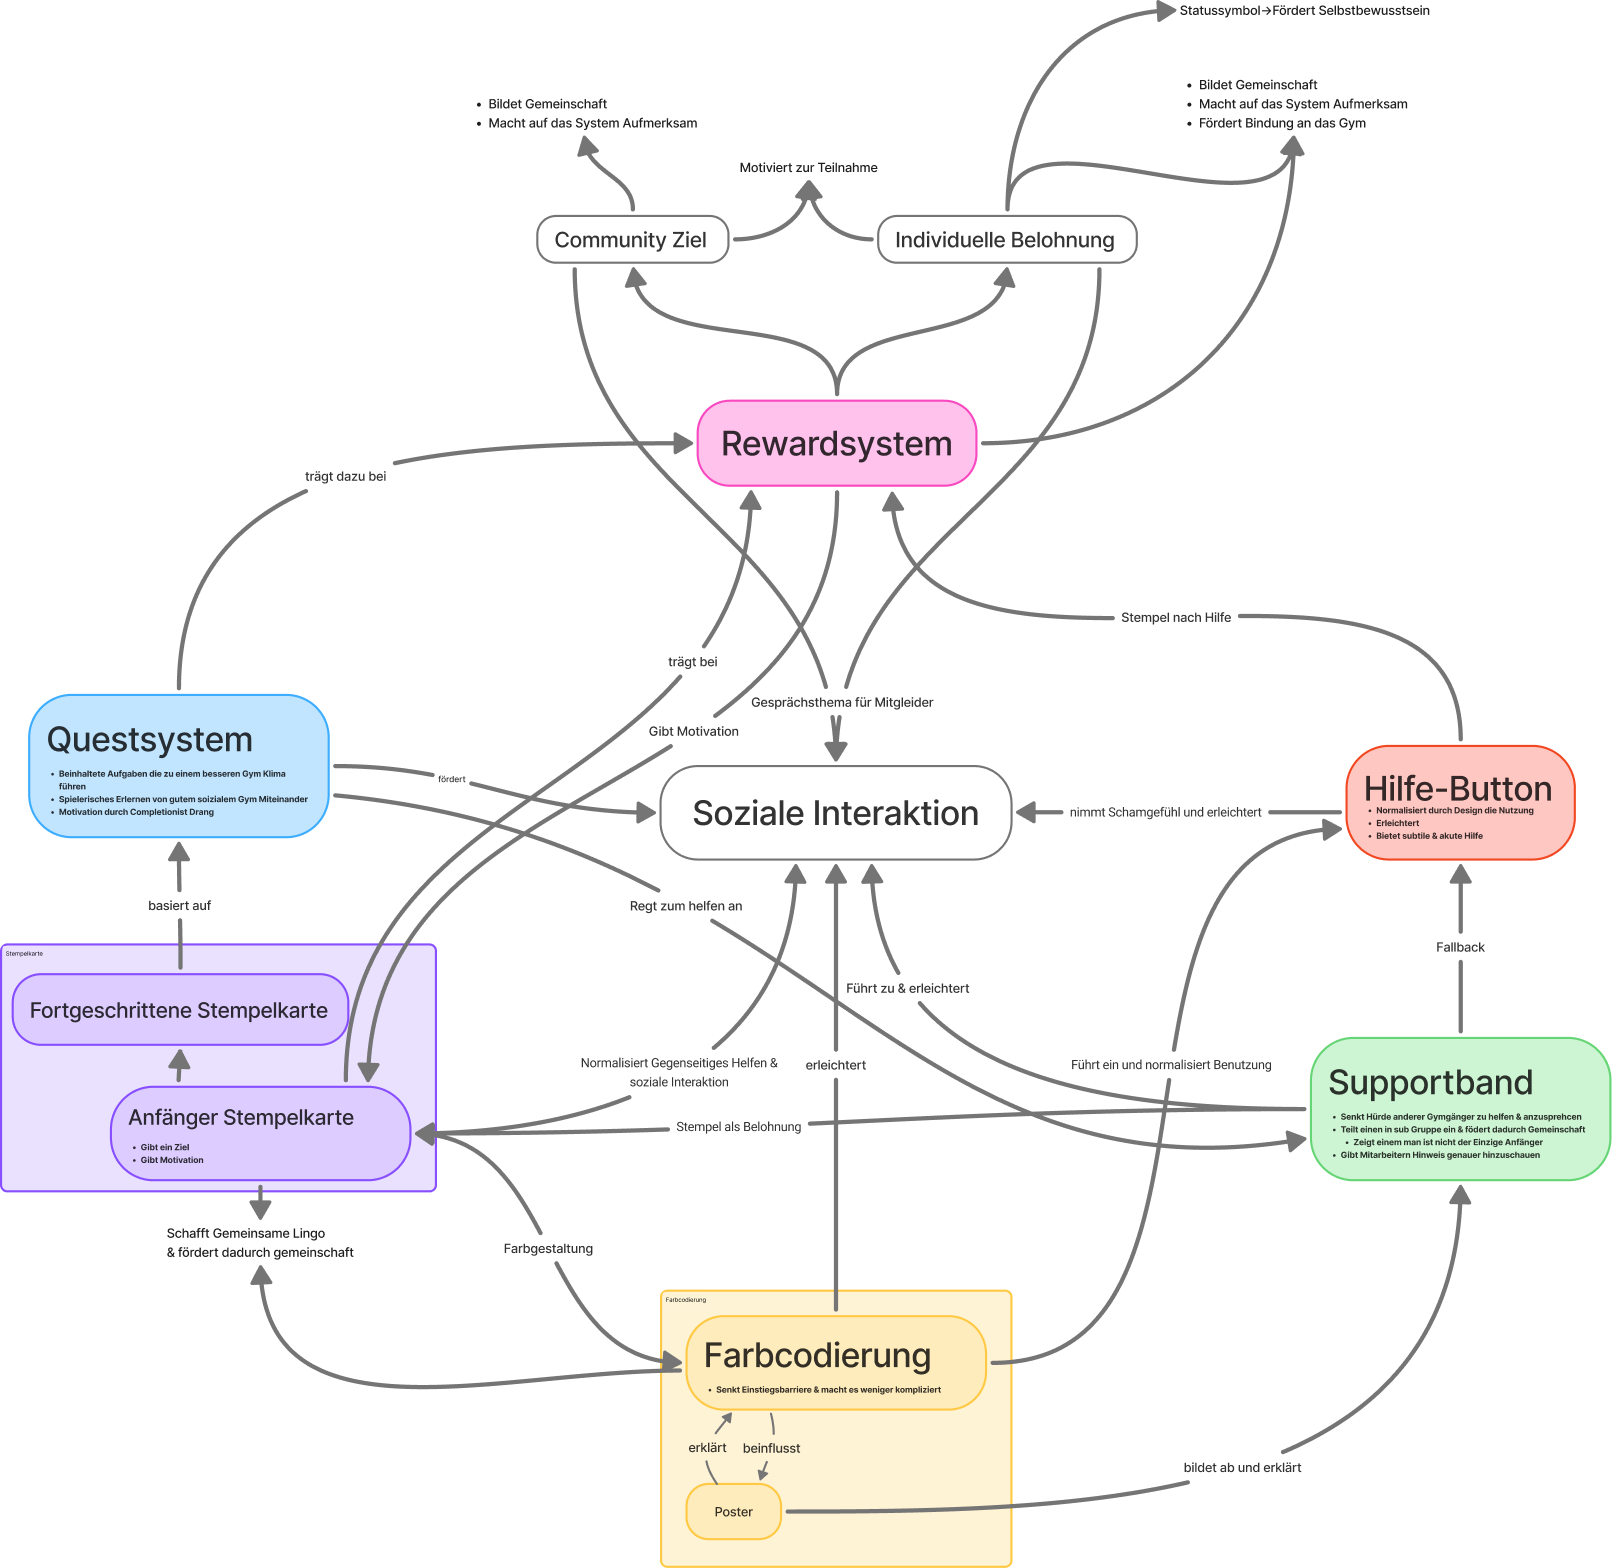 Statussymbol→Fördert Selbstbewusstsein
• Bildet Gemeinschaft
• Macht auf das System Aufmerksam
• Fördert Bindung an das Gym
• Bildet Gemeinschaft
• Macht auf das System Aufmerksam
Motiviert zur Teilnahme
Community Ziel
Individuelle Belohnung
Rewardsystem
trägt dazu bei
Stempel nach Hilfe
trägt bei
Gesprächsthema für Mitgleider
Gibt Motivation
Questsystem
• Beinhaltete Aufgaben die zu einem besseren Gym Klima
führen
• Spielerisches Erlernen von gutem soizialem Gym Miteinander
• Motivation durch Completionist Drang
fördert
Soziale Interaktion
nimmt Schamgefühl und erleichtert
Hilfe-Button
• Normalisiert durch Design die Nutzung
• Erleichtert
• Bietet subtile & akute Hilfe
basiert auf
Regt zum helfen an
Fallback
Stempelkarte
Fortgeschrittene Stempelkarte
Führt zu & erleichtert
Normalisiert Gegenseitiges Helfen &
soziale Interaktion
erleichtert
Führt ein und normalisiert Benutzung
Supportband
• Senkt Hürde anderer Gymgänger zu helfen & anzusprehcen
• Teilt einen in sub Gruppe ein & födert dadurch Gemeinschaft
• Zeigt einem man ist nicht der Einzige Anfänger
• Gibt Mitarbeitern Hinweis genauer hinzuschauen
Anfänger Stempelkarte
• Gibt ein Ziel
• Gibt Motivation
Stempel als Belohnung
Schafft Gemeinsame Lingo
& fördert dadurch gemeinschaft
Farbgestaltung
Farbcodierung
Farbcodierung
• Senkt Einstiegsbarriere & macht es weniger kompliziert
erklärt
beinflusst
bildet ab und erklärt
Poster